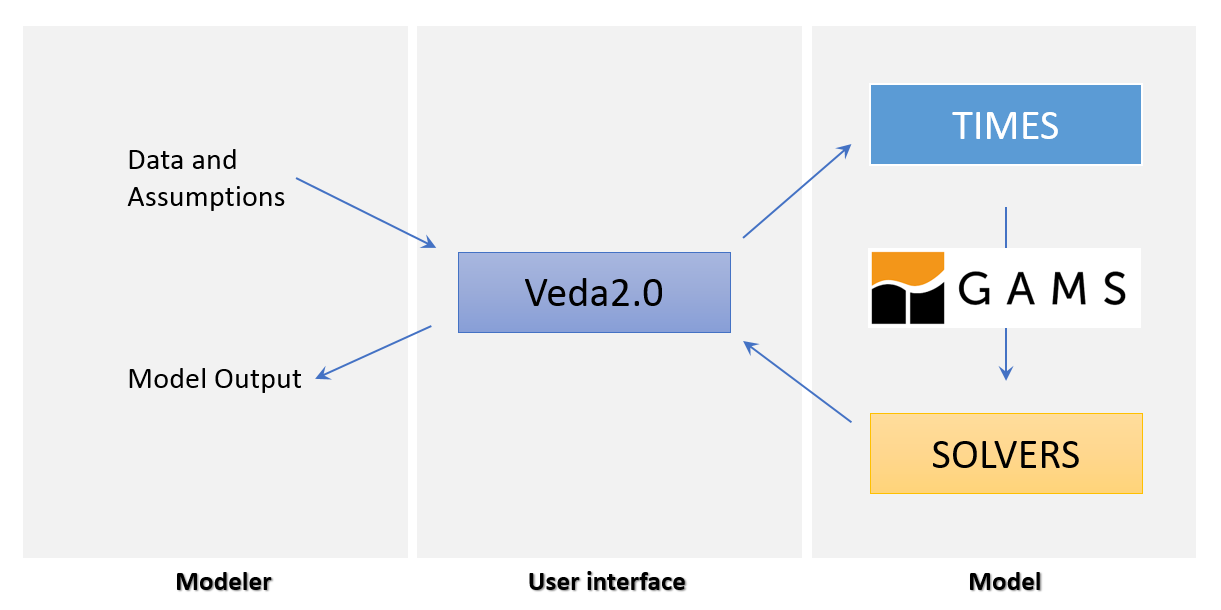 Data and
Assumptions
Model Output
Veda2.0
TIMES
GAMS
SOLVERS
Modeler
User interface
Model